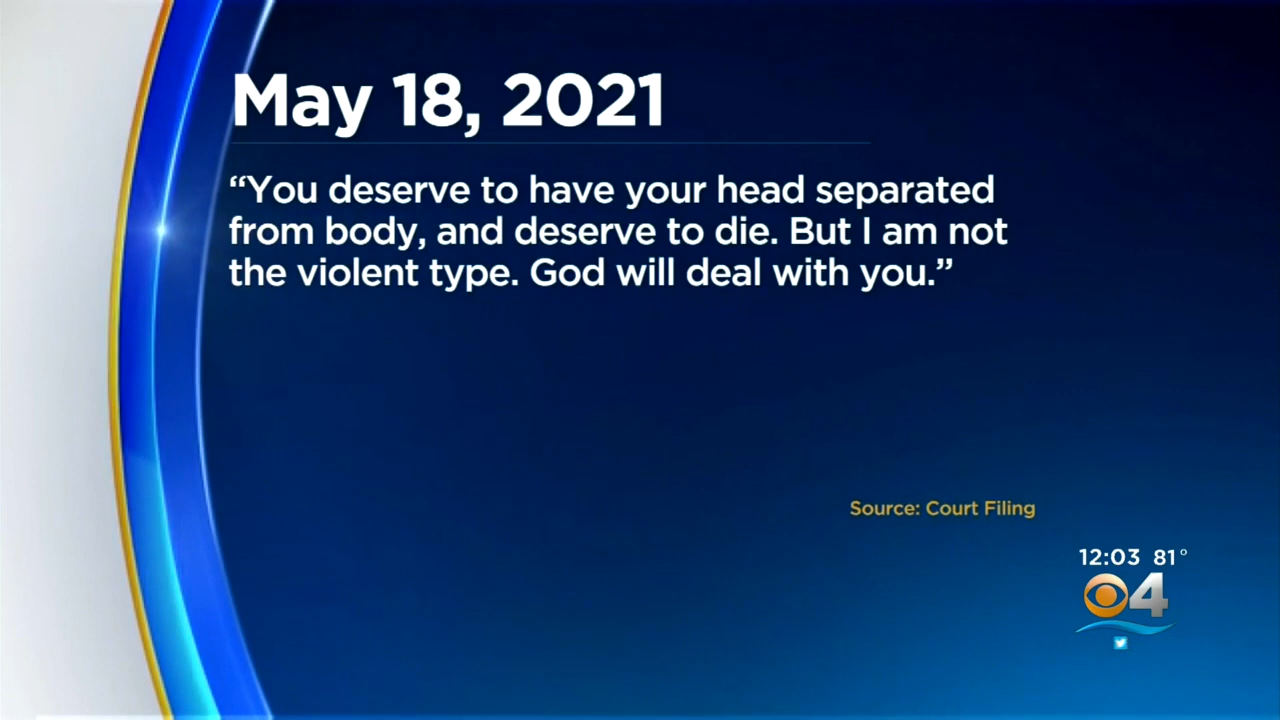 May 18, 2021
“You deserve to have your head separated
from body, and deserve to die. But I am not
the violent type. God will deal with you.”
Source: Court Filing
12:03 81°
4